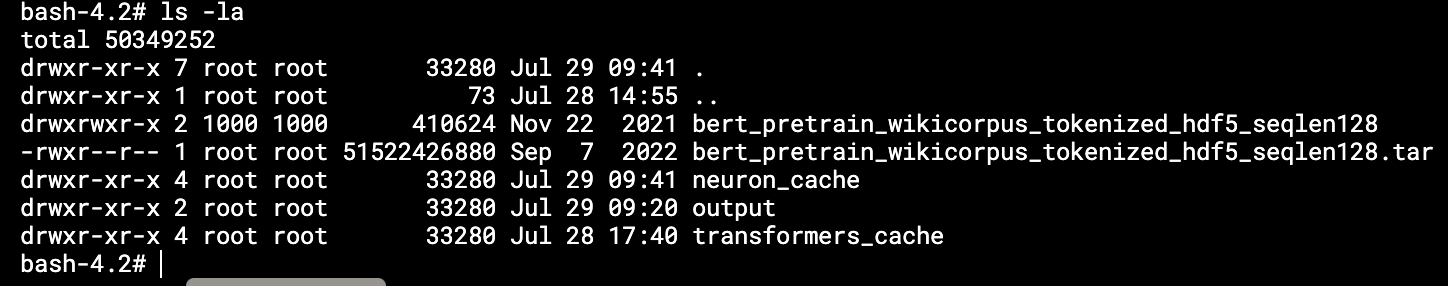 bash-4.2# ls -la
total 50349252
drwxr-xr-x 7 root root       33280 Jul 29 09:41 .
drwxr-xr-x 1 root root          73 Jul 28 14:55 ..
drwxrwxr-x 2 1000 1000      410624 Nov 22  2021 bert_pretrain_wikicorpus_tokenized_hdf5_seqlen128
-rwxr--r-- 1 root root 51522426880 Sep  7  2022 bert_pretrain_wikicorpus_tokenized_hdf5_seqlen128.tar
drwxr-xr-x 4 root root       33280 Jul 29 09:41 neuron_cache
drwxr-xr-x 2 root root       33280 Jul 29 09:20 output
drwxr-xr-x 4 root root       33280 Jul 28 17:40 transformers_cache
bash-4.2#